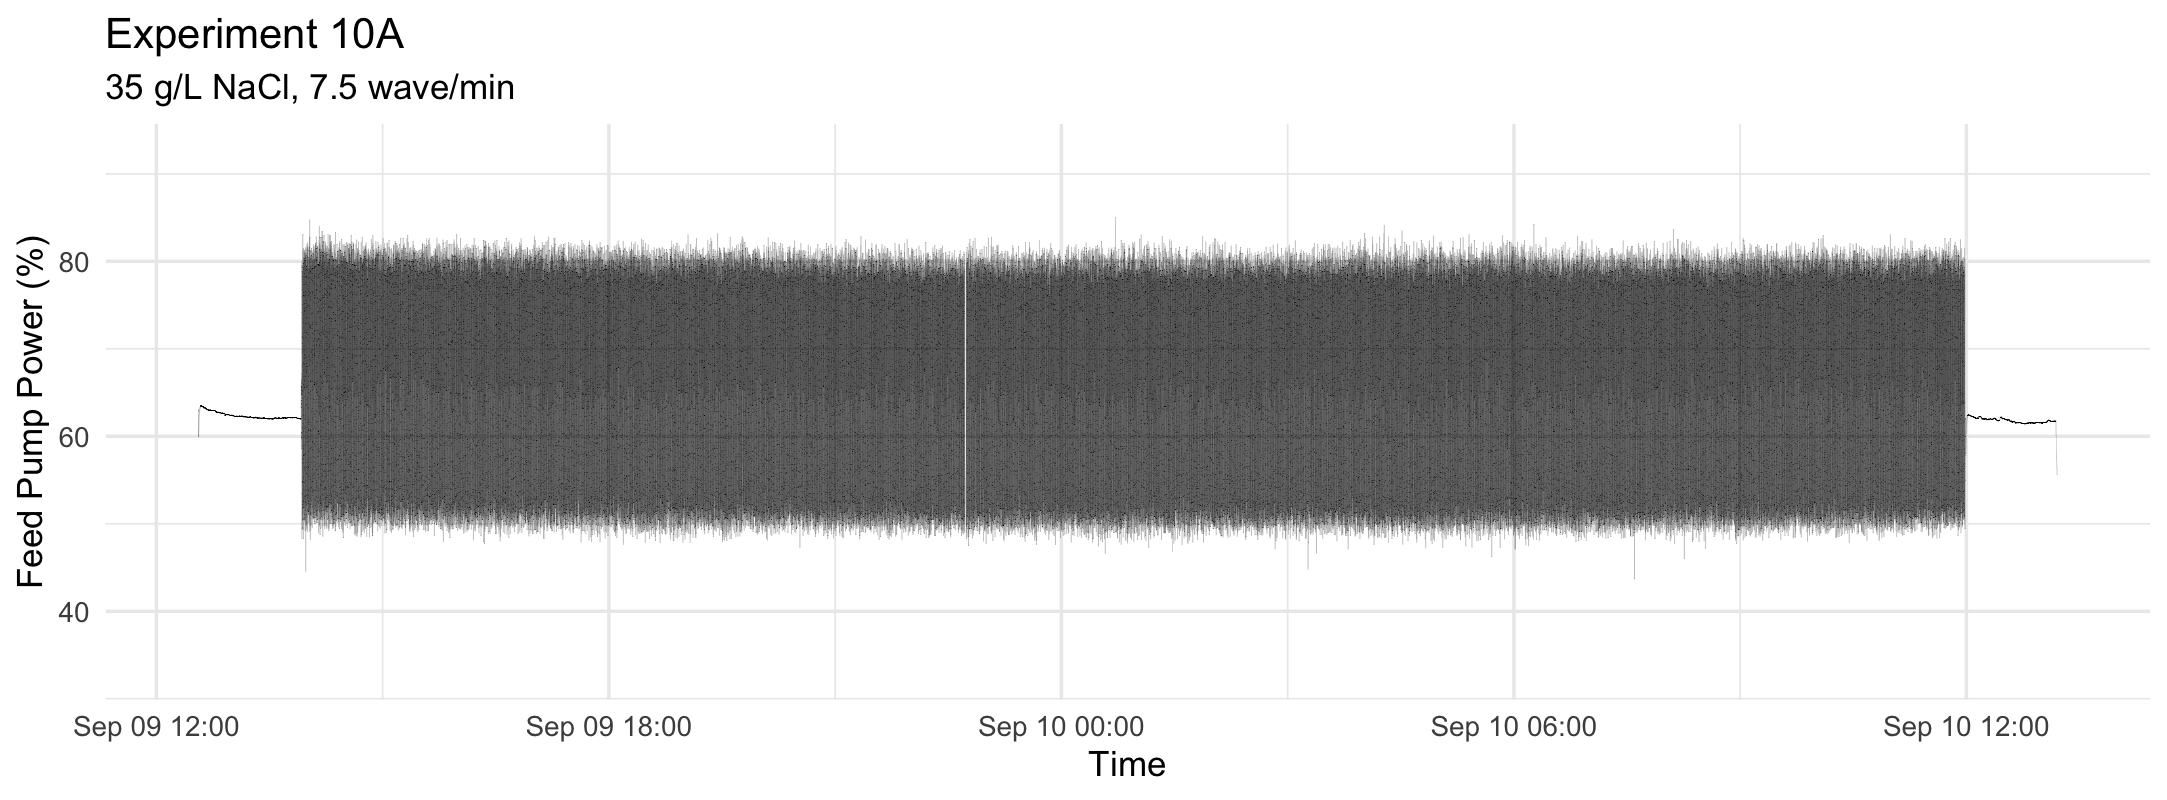 Experiment 10A
35 g/L NaCl, 7.5 wave/min
Feed Pump Power (%)
80
60
40
Sep 09 12:00
Sep 09 18:00
Sep 10 00:00
Sep 10 06:00
Sep 10 12:00
Time